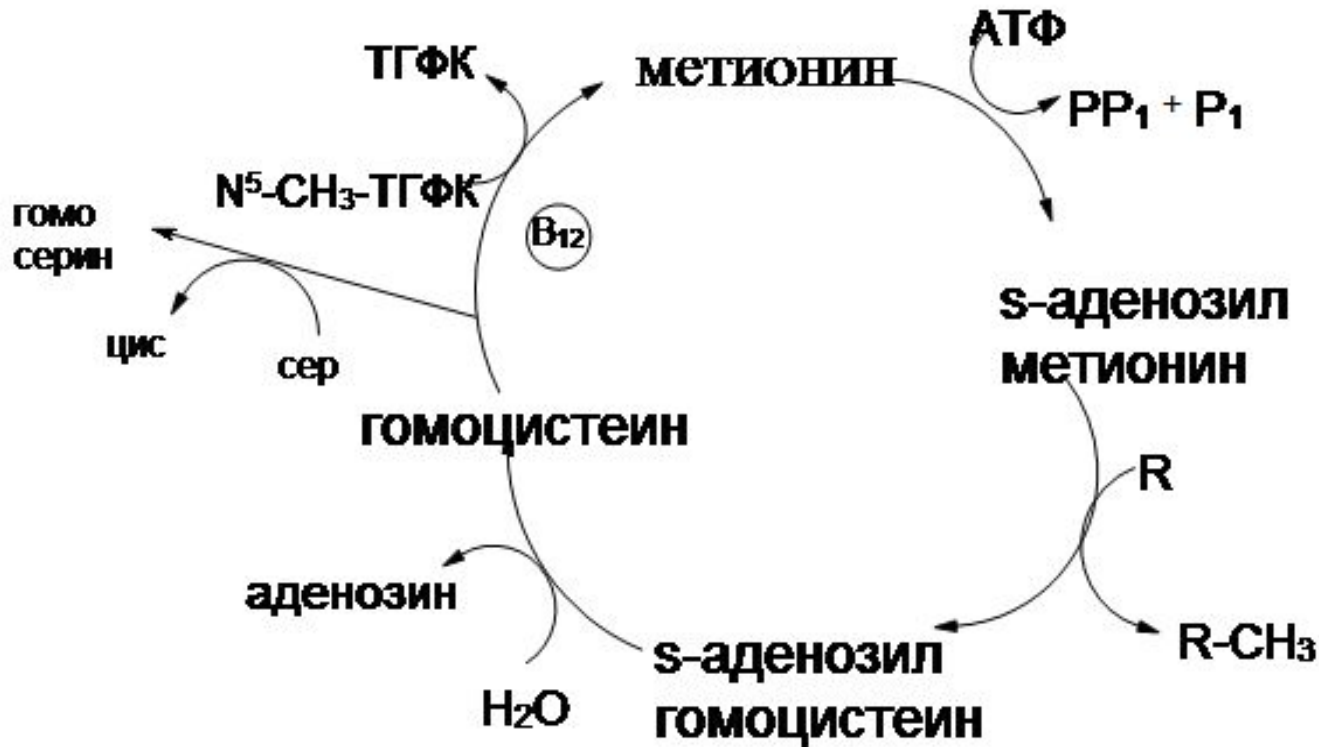 АТФ
ТГФК
метионин
PP₁ + P₁
N⁵-CH₃-ТГФК
гомо
серин
B₁₂
s-аденозил
метионин
цис
сер
гомоцистеин
R
аденозин
s-аденозил
гомоцистеин
R-CH₃
H₂O